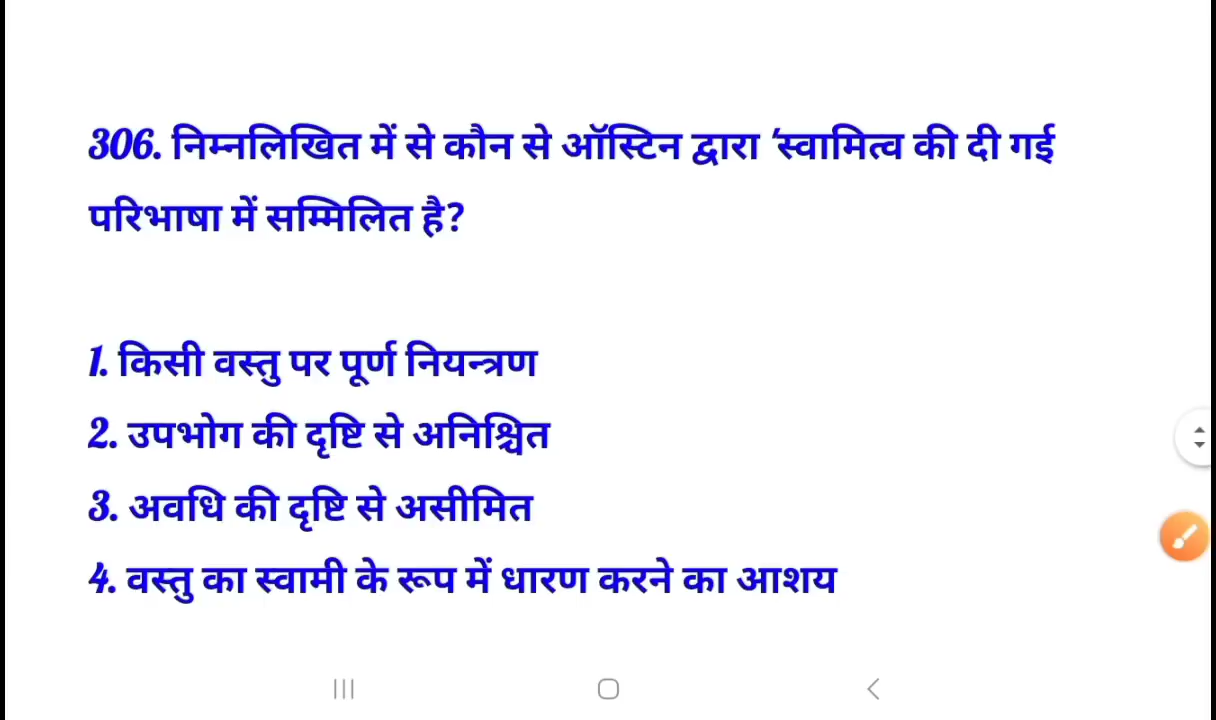 306. निम्नलिखित में से कौन से ऑस्टिन द्वारा 'स्वामित्व की दी गई
परिभाषा में सम्मिलित है?
1. किसी वस्तु पर पूर्ण नियन्त्रण
2. उपभोग की दृष्टि से अनिश्चित
3. अवधि की दृष्टि से असीमित
4. वस्तु का स्वामी के रूप में धारण करने का आशय